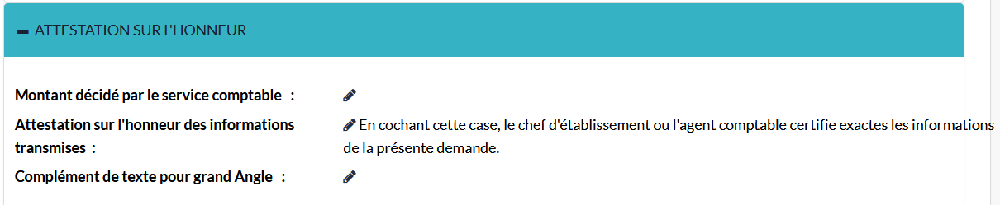 ATTESTATION SUR L'HONNEUR
Montant décidé par le service comptable :
Attestation sur l'honneur des informations transmises :
En cochant cette case, le chef d'établissement ou l'agent comptable certifie exactes les informations
de la présente demande.
Complément de texte pour grand Angle :